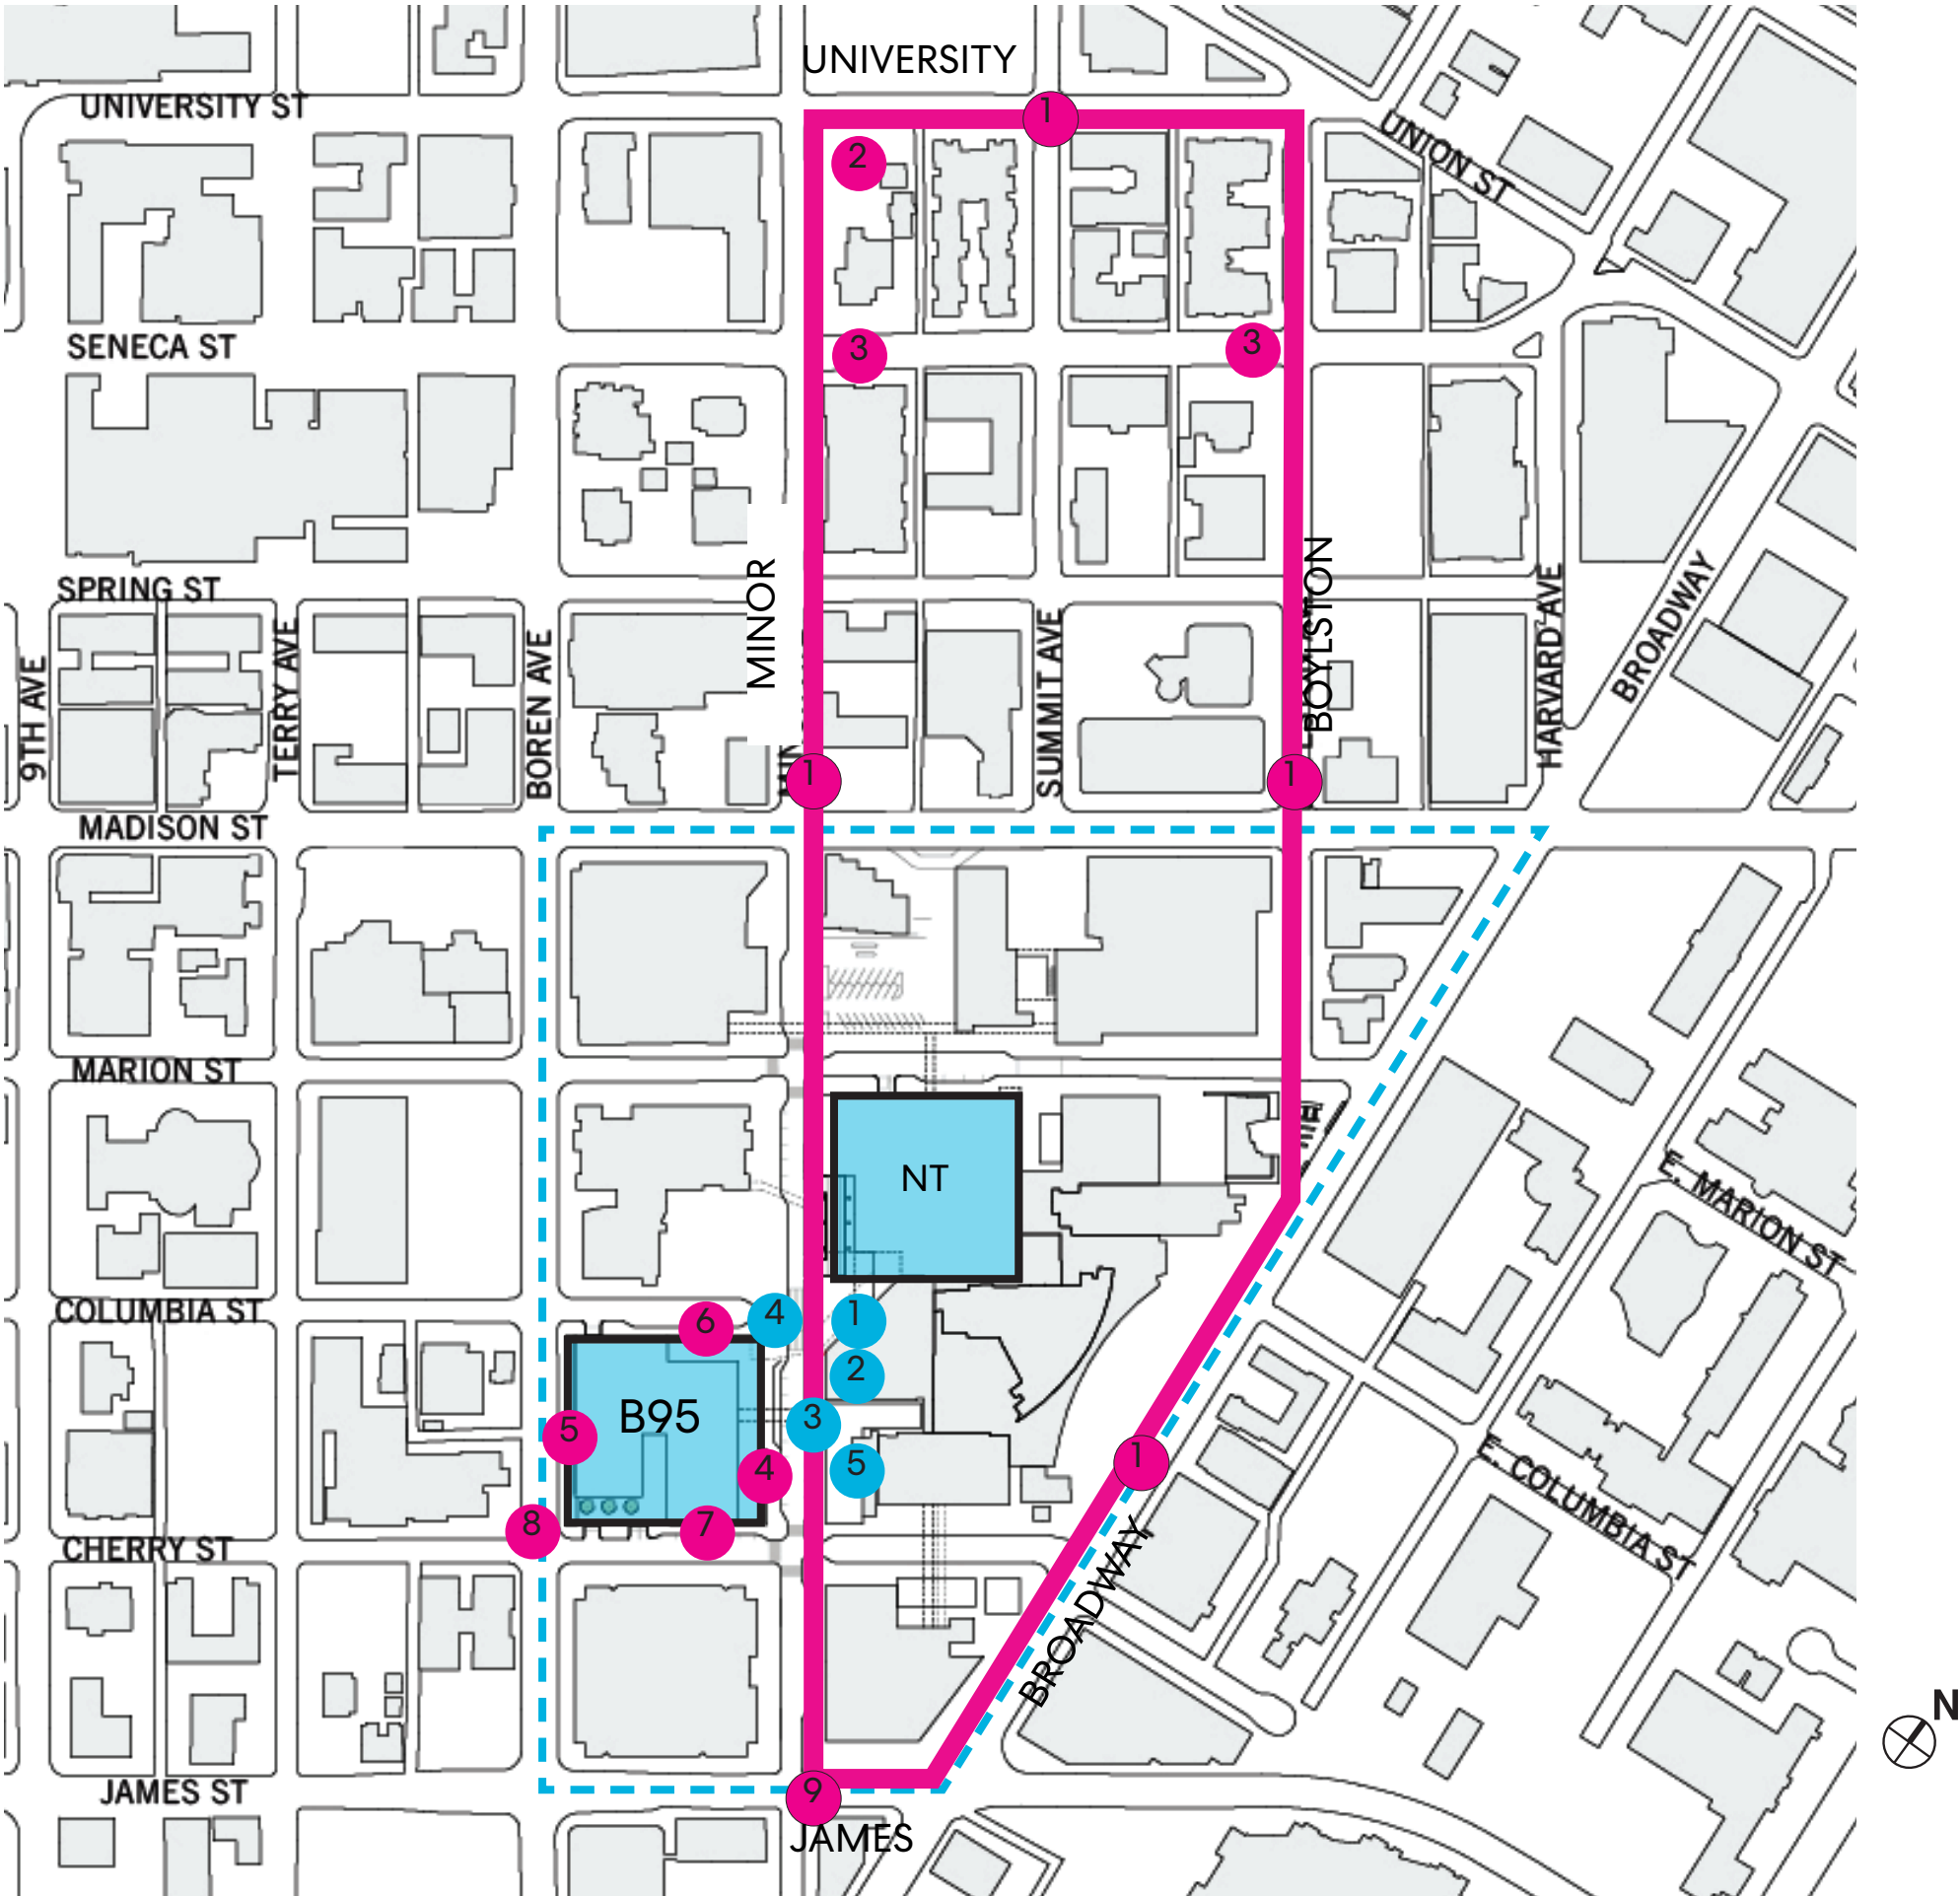 UNIVERSITY
UNIVERSITY ST
1
UNION ST
2
SENECA ST
3
3
SPRING ST
MINOR
BOYLSTON
9TH AVE
TERRY AVE
BOREN AVE
SUMMIT AVE
HARVARD AVE
BROADWAY
1
1
MADISON ST
MARION ST
NT
E. MARION ST
COLUMBIA ST
6
4
1
2
B95
5
3
4
5
1
E. COLUMBIA ST
8
7
CHERRY ST
BROADWAY
N
JAMES ST
9
JAMES